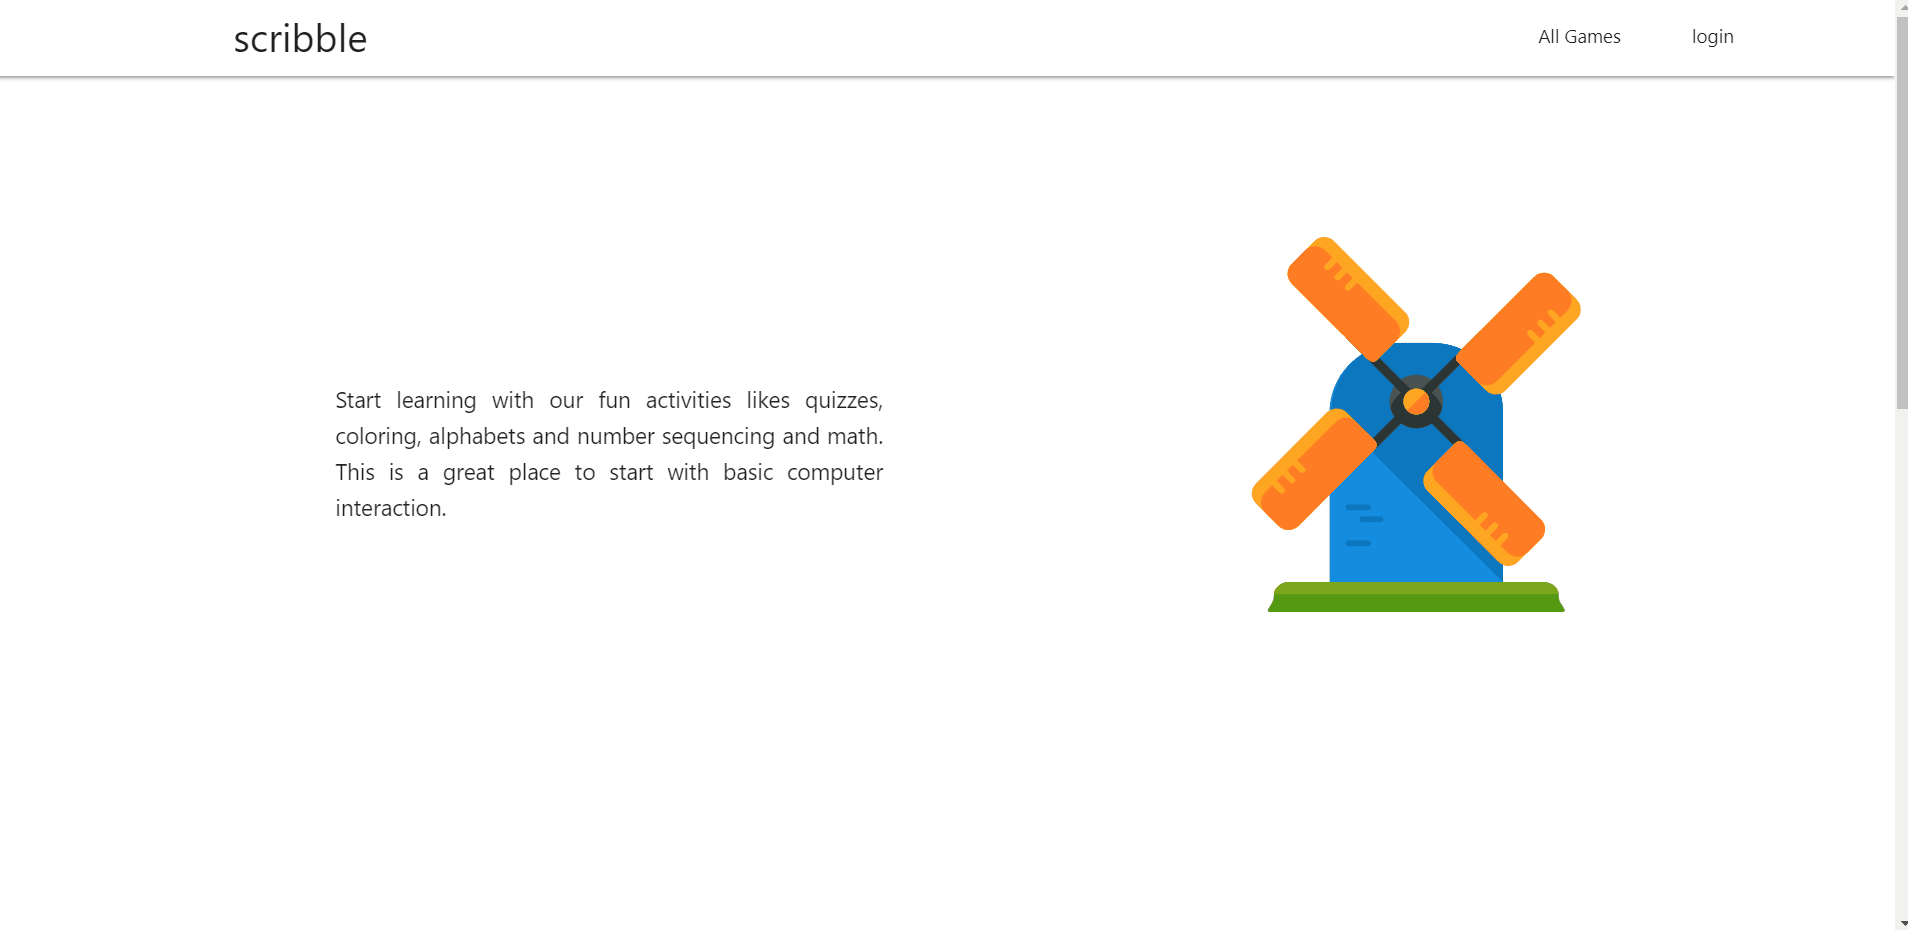 scribble
All Games
login
Start learning with our fun activities likes quizzes,
coloring, alphabets and number sequencing and math.
This is a great place to start with basic computer
interaction.